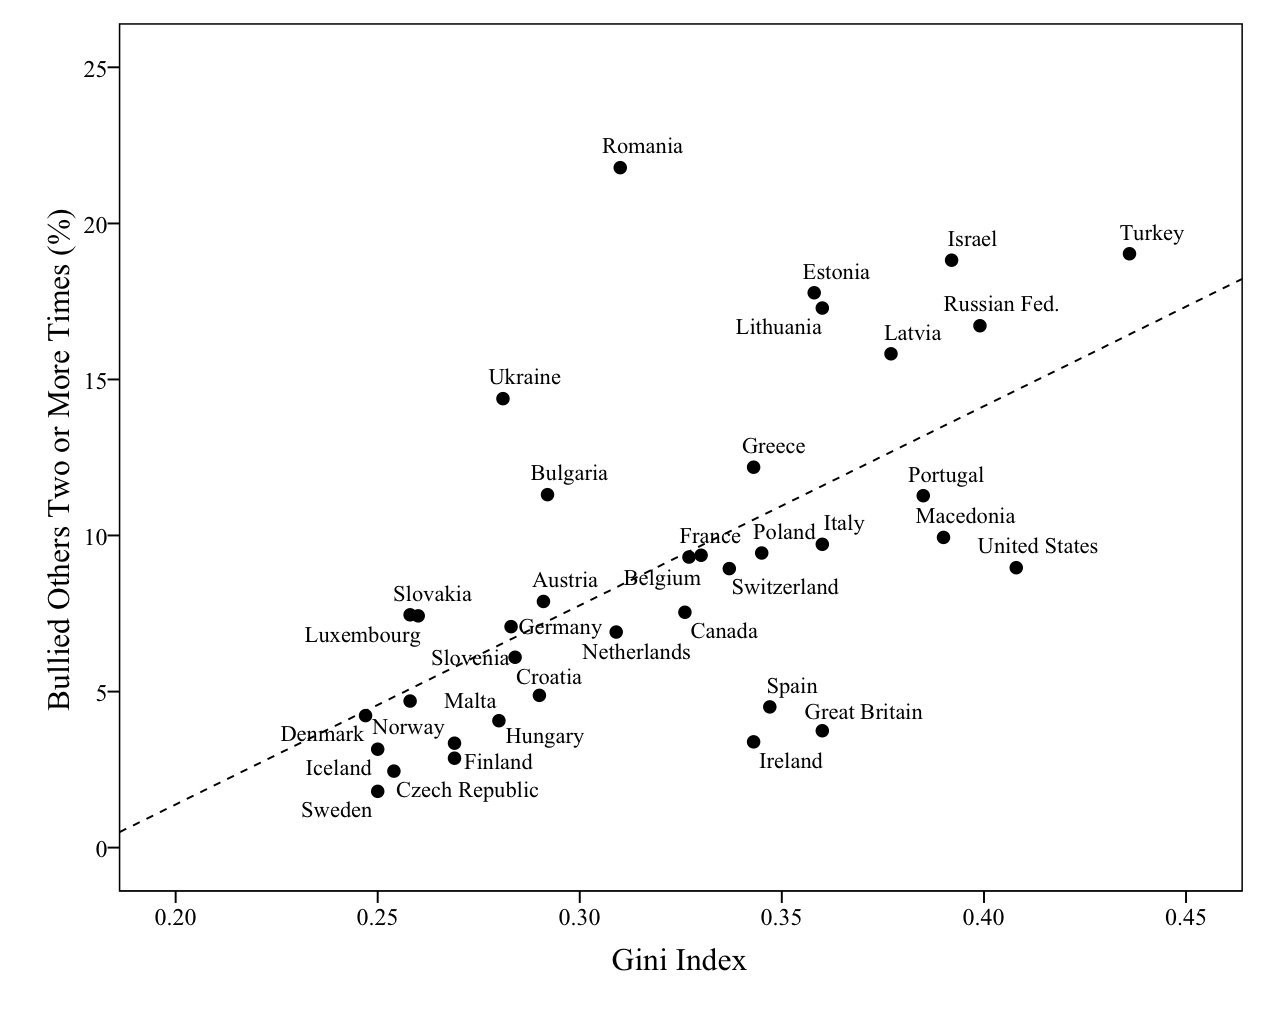 25
Romania
20
Israel
Turkey
Estonia
Russian Fed.
Lithuania
Latvia
15
Ukraine
Greece
Bulgaria
Portugal
Macedonia
10
France
Poland
Italy
United States
Austria
Belgium
Switzerland
Slovakia
Luxembourg
Germany
Canada
Slovenia
Netherlands
Croatia
5
Malta
Spain
Great Britain
Denmark
Norway
Hungary
Iceland
Finland
Ireland
Czech Republic
Sweden
0
Bullied Others Two or More Times (%)
0.20
0.25
0.30
0.35
0.40
0.45
Gini Index